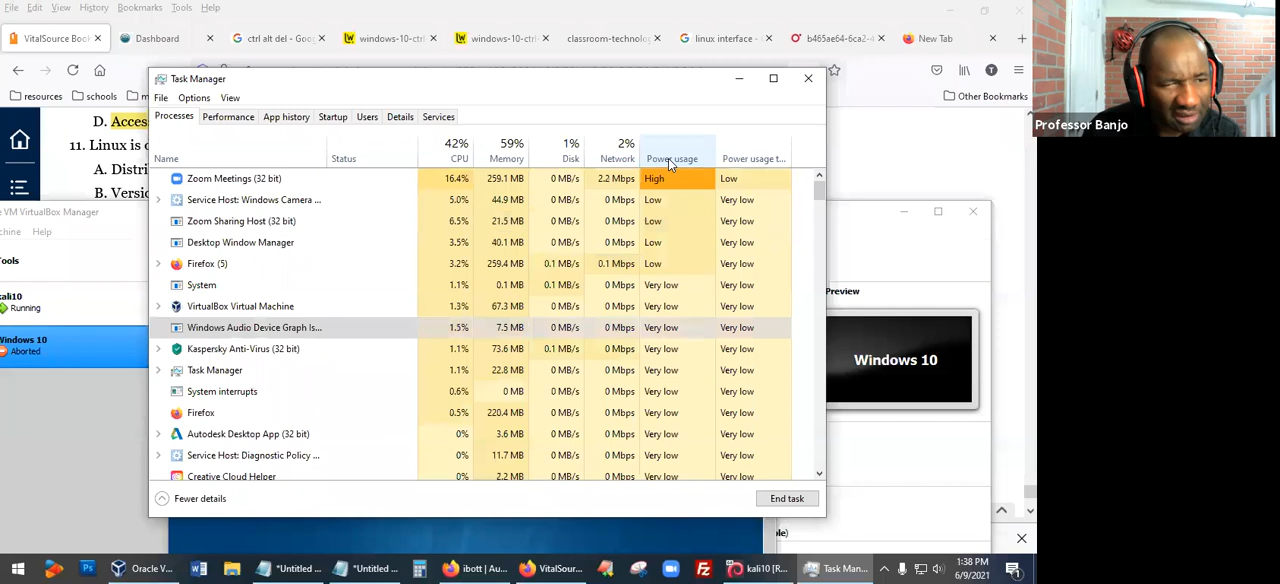 File Edit View History Bookmarks Tools Help
VitalSource Book
Dashboard
ctrl alt del - Goo
windows-10-ctrl
windows-10-ctrl
classroom-technolo
linux interface -
b465ae64-6ca2-4
New Tab
resources
schools
Other Bookmarks
D. Acces
11. Linux is o
A. Distri
B. Versio
e VM VirtualBox Manager
chine Help
Tools
kali10
Running
Windows 10
Aborted
Task Manager
File Options View
Processes Performance App history Startup Users Details Services
42% 59% 1% 2%
Name Status CPU Memory Disk Network Power usage Power usage t...
Zoom Meetings (32 bit) 16.4% 259.1 MB 0 MB/s 2.2 Mbps High Low
Service Host: Windows Camera ... 5.0% 44.9 MB 0 MB/s 0 Mbps Low Very low
Zoom Sharing Host (32 bit) 6.5% 21.5 MB 0 MB/s 0 Mbps Low Very low
Desktop Window Manager 3.5% 40.1 MB 0 MB/s 0 Mbps Low Very low
Firefox (5) 3.2% 259.4 MB 0.1 MB/s 0.1 Mbps Low Very low
System 1.1% 0.1 MB 0.1 MB/s 0 Mbps Very low Very low
VirtualBox Virtual Machine 1.3% 67.3 MB 0 MB/s 0 Mbps Very low Very low
Windows Audio Device Graph Is... 1.5% 7.5 MB 0 MB/s 0 Mbps Very low Very low
Kaspersky Anti-Virus (32 bit) 1.1% 73.6 MB 0.1 MB/s 0 Mbps Very low Very low
Task Manager 1.1% 22.8 MB 0 MB/s 0 Mbps Very low Very low
System interrupts 0.6% 0 MB 0 MB/s 0 Mbps Very low Very low
Firefox 0.5% 220.4 MB 0 MB/s 0 Mbps Very low Very low
Autodesk Desktop App (32 bit) 0% 3.6 MB 0 MB/s 0 Mbps Very low Very low
Service Host: Diagnostic Policy ... 0% 11.7 MB 0 MB/s 0 Mbps Very low Very low
Creative Cloud Helper 0% 2.2 MB 0 MB/s 0 Mbps Very low Very low
Fewer details
End task
Preview
Windows 10
ble)
Professor Banjo
Oracle V...
*Untitled ...
*Untitled ...
ibott | Au...
VitalSour...
kali10 [R...
Task Man...
1:38 PM
6/9/2021